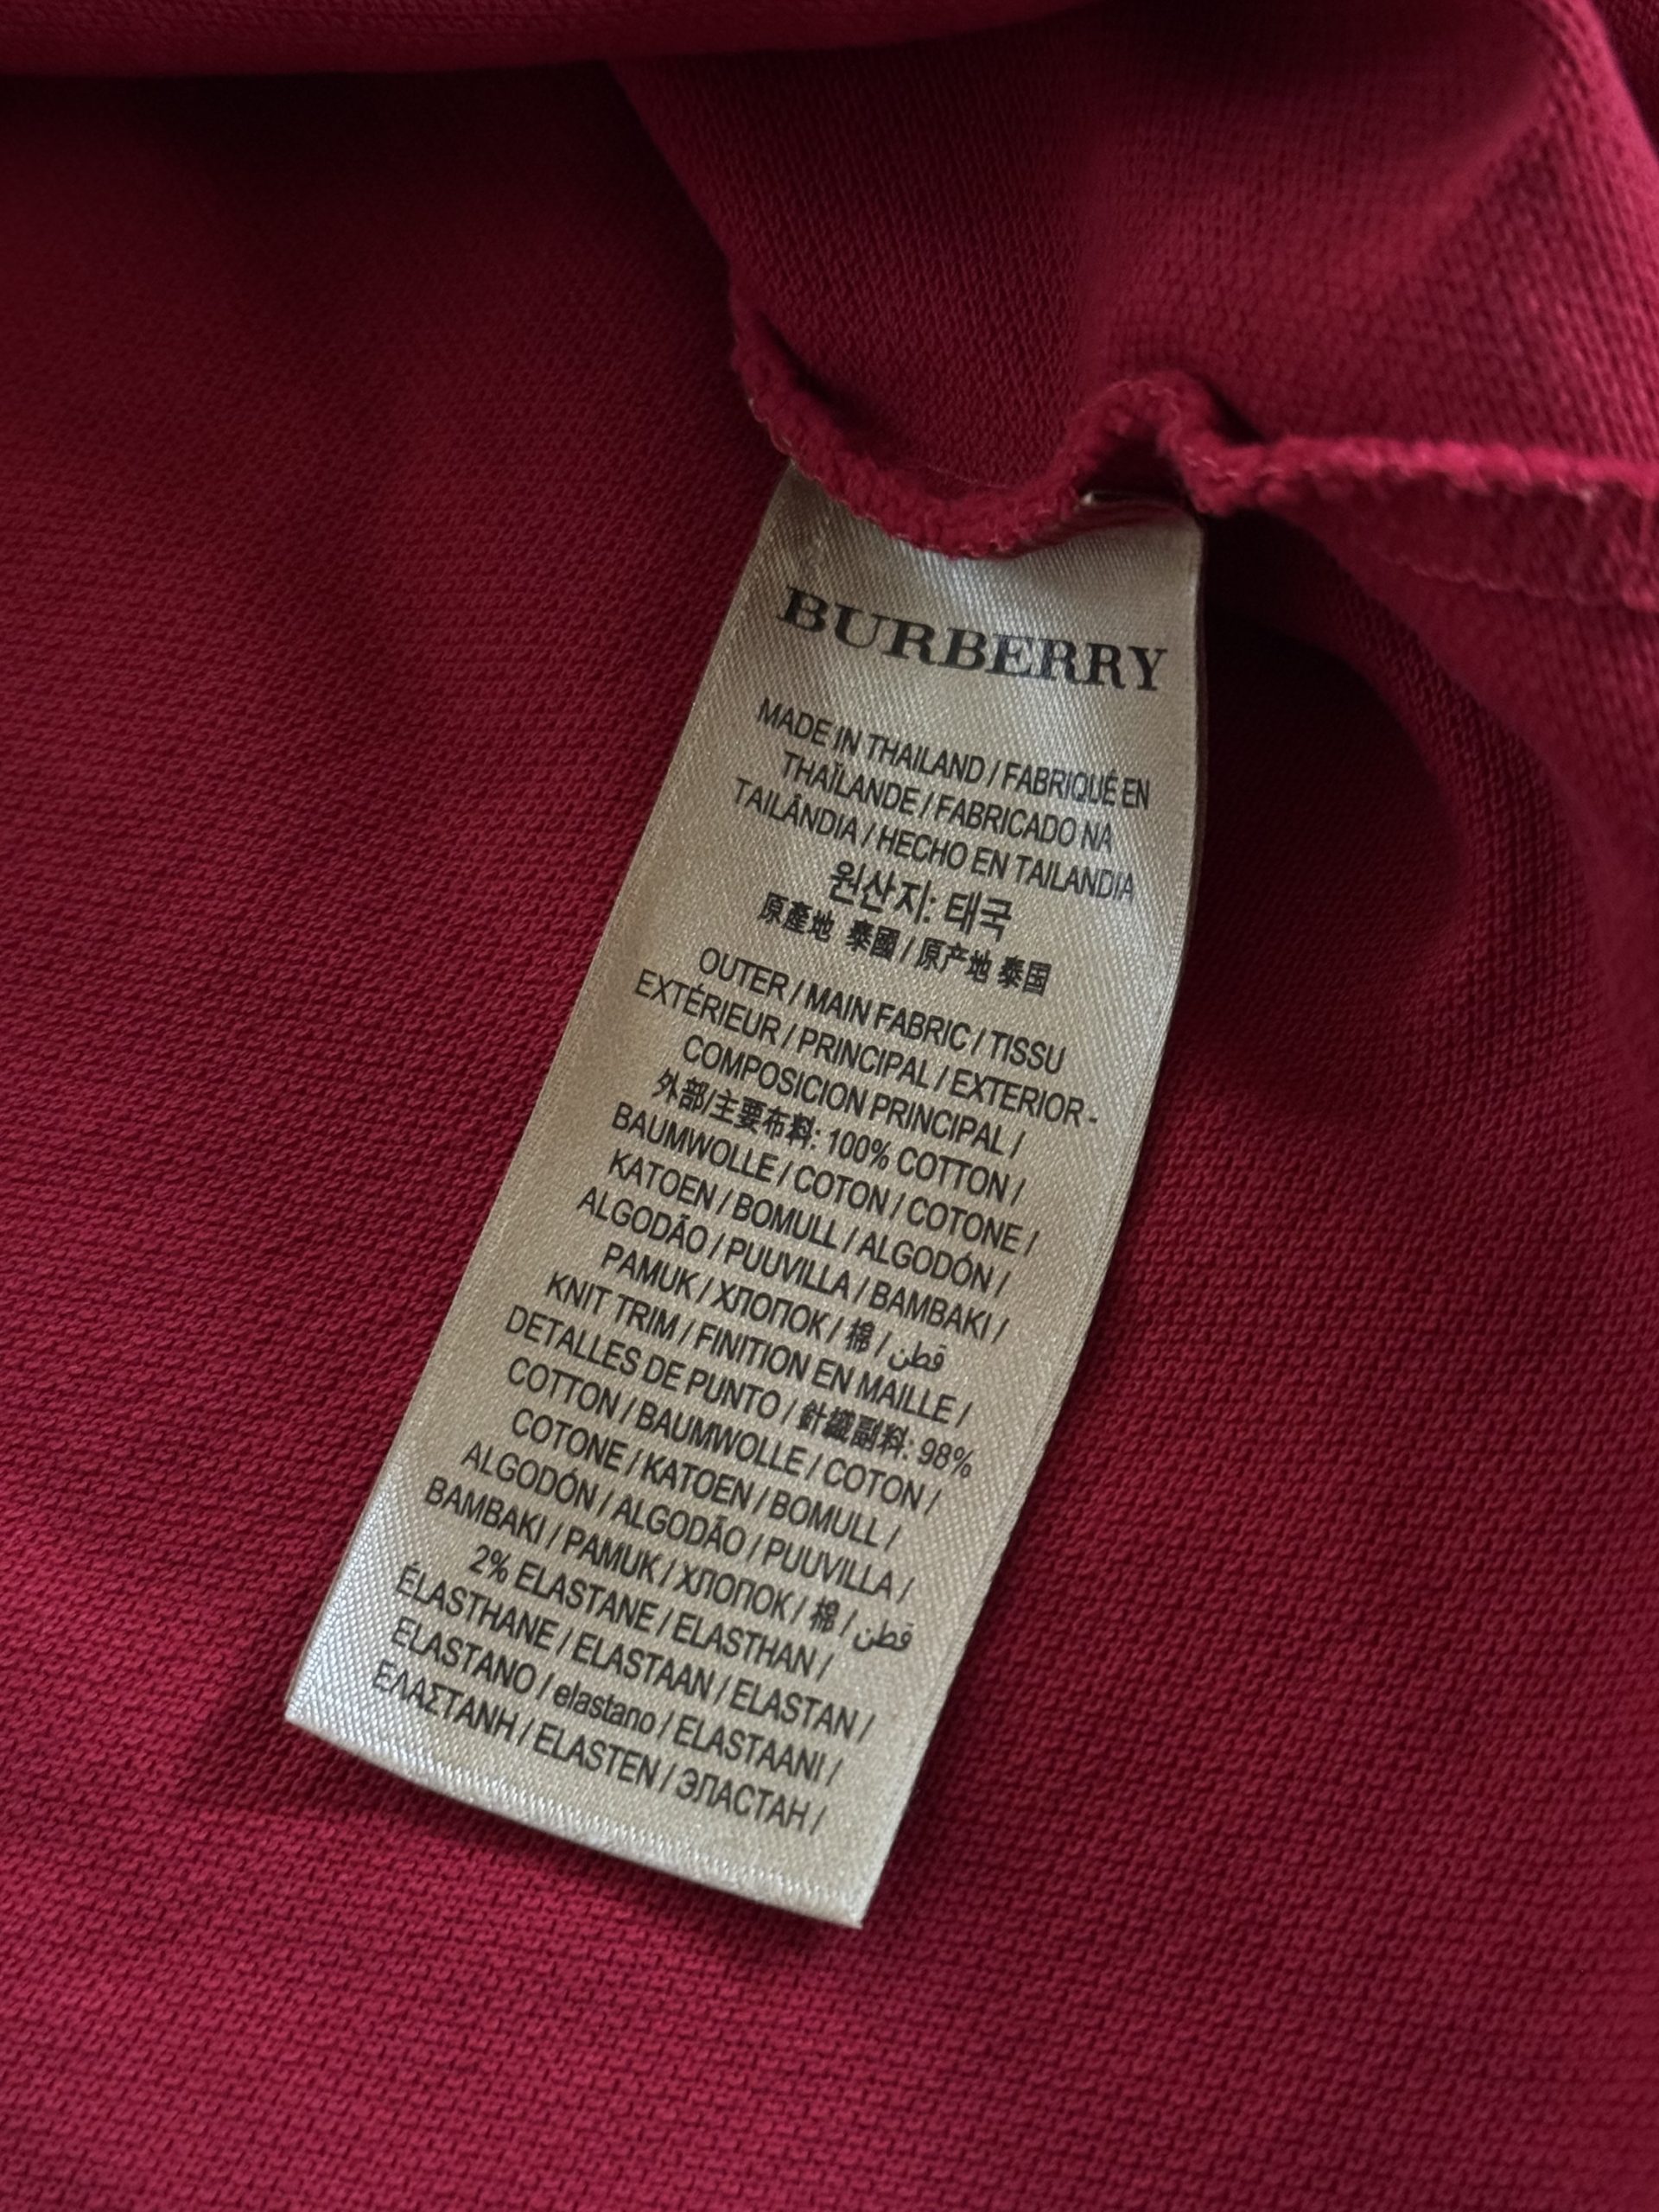 BURBERRY
MADE IN THAILAND / FABRIQUÉ EN
THAÏLANDE / FABRICADO NA
TAILÂNDIA / HECHO EN TAILANDIA
원산지: 태국
原產地 泰國 / 原产地 泰国
OUTER / MAIN FABRIC / TISSU
EXTÉRIEUR / PRINCIPAL / EXTERIOR -
COMPOSICION PRINCIPAL /
外部/主要布料: 100% COTTON /
BAUMWOLLE / COTON / COTONE /
KATOEN / BOMULL / ALGODÓN /
ALGODÃO / PUUVILLA / BAMBAKI /
PAMUK / ХЛОПОК / 棉 / قطن
KNIT TRIM / FINITION EN MAILLE /
DETALLES DE PUNTO / 針織副料: 98%
COTTON / BAUMWOLLE / COTON /
COTONE / KATOEN / BOMULL /
ALGODÓN / ALGODÃO / PUUVILLA /
BAMBAKI / PAMUK / ХЛОПОК / 棉 / قطن
2% ELASTANE / ELASTHAN /
ÉLASTHANE / ELASTAAN / ELASTAN /
ELASTANO / elastano / ELASTAANI /
ΕΛΑΣΤΑΝΗ / ELASTEN / ЭЛАСТАН /